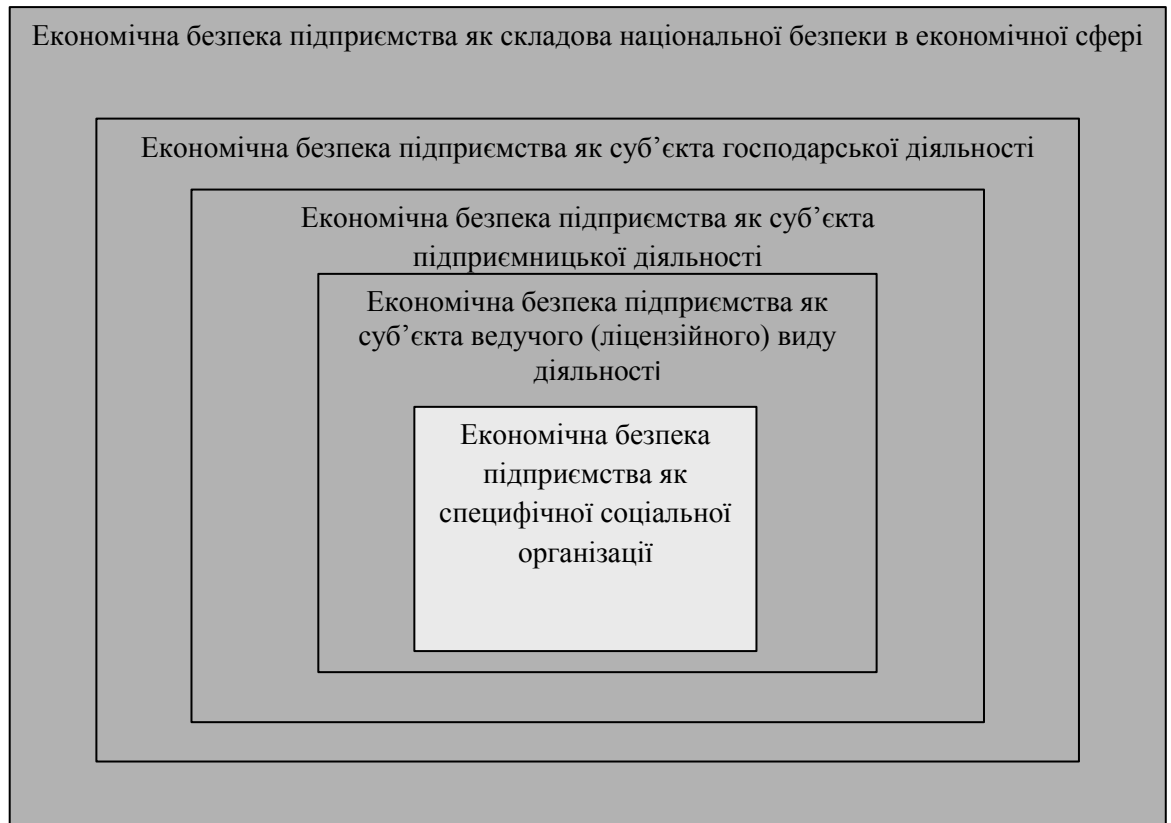 Економічна безпека підприємства як складова національної безпеки в економічної сфері
Економічна безпека підприємства як суб’єкта господарської діяльності
Економічна безпека підприємства як суб’єкта
підприємницької діяльності
Економічна безпека підприємства як
суб’єкта ведучого (ліцензійного) виду
діяльності
Економічна безпека
підприємства як
специфічної соціальної
організації